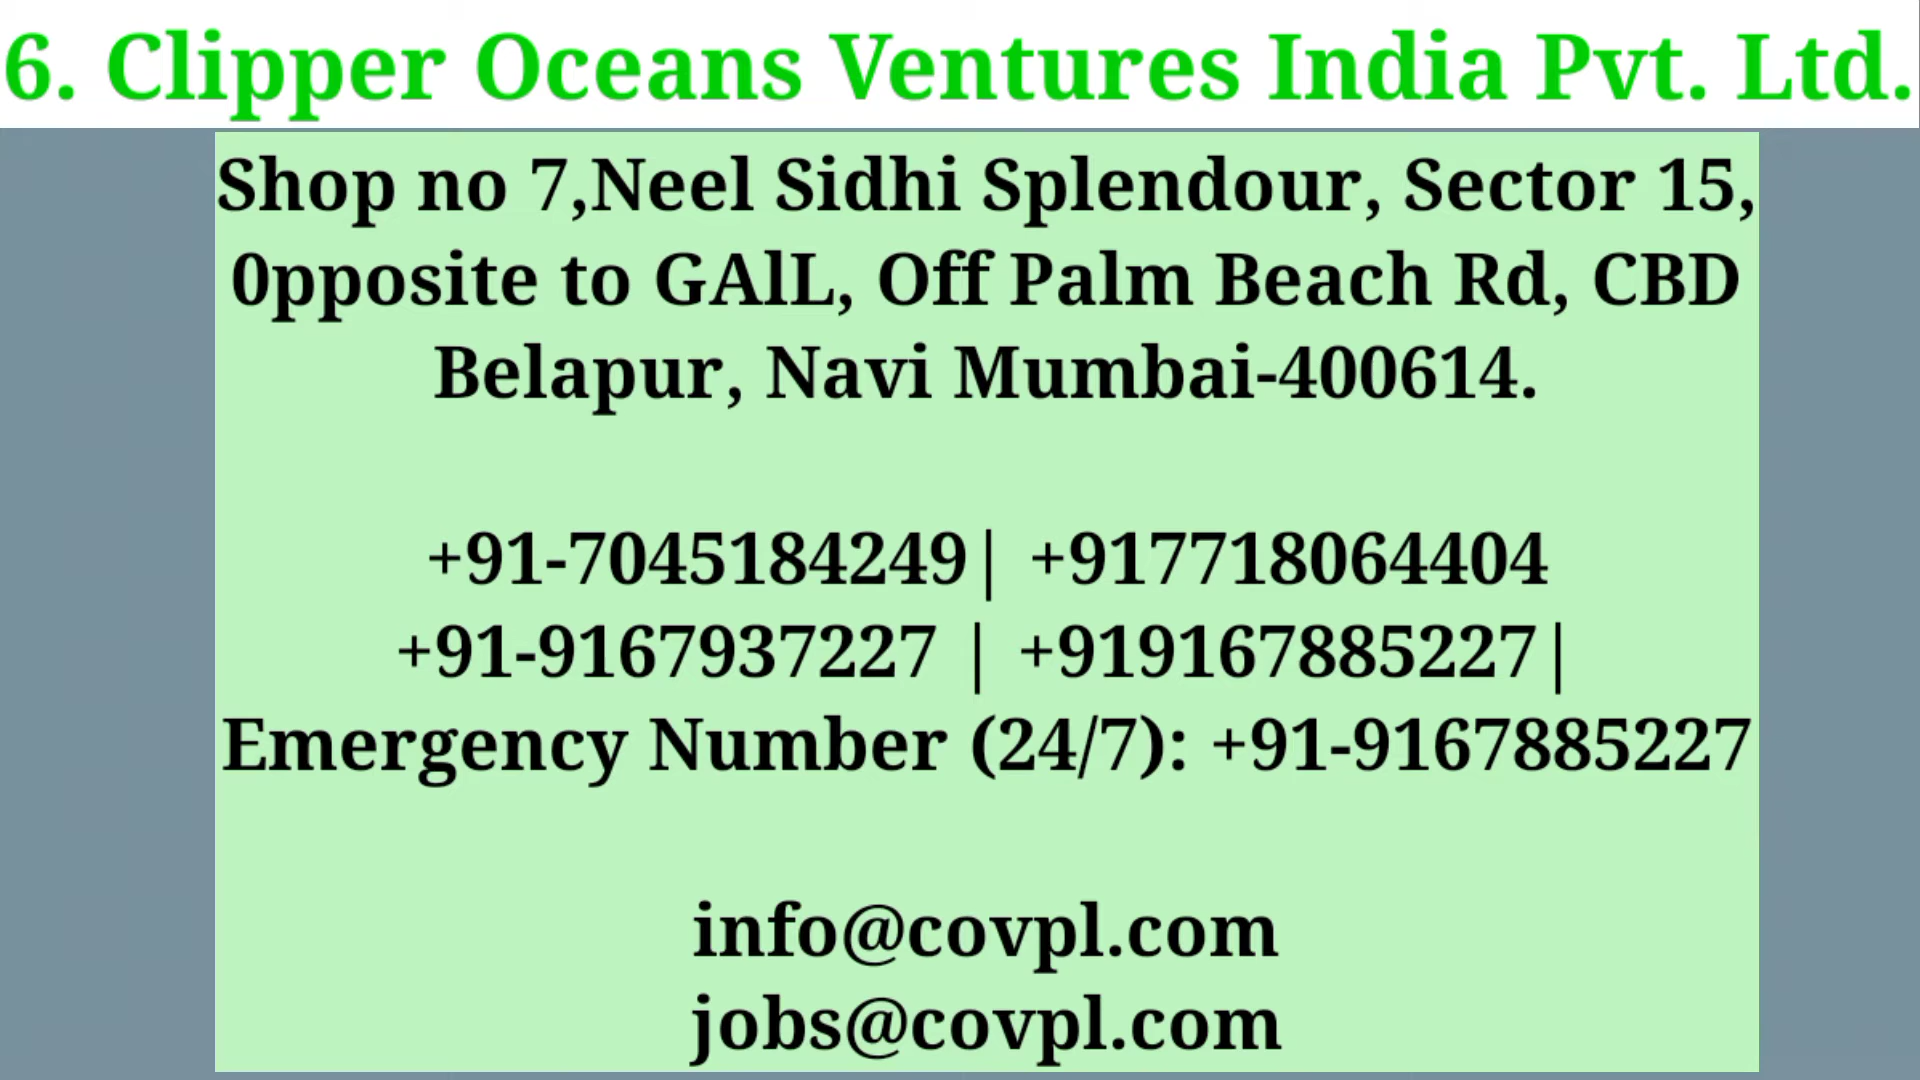 6. Clipper Oceans Ventures India Pvt. Ltd.
Shop no 7,Neel Sidhi Splendour, Sector 15,
0pposite to GAlL, Off Palm Beach Rd, CBD
Belapur, Navi Mumbai-400614.
+91-7045184249| +917718064404
+91-9167937227 | +919167885227|
Emergency Number (24/7): +91-9167885227
info@covpl.com
jobs@covpl.com